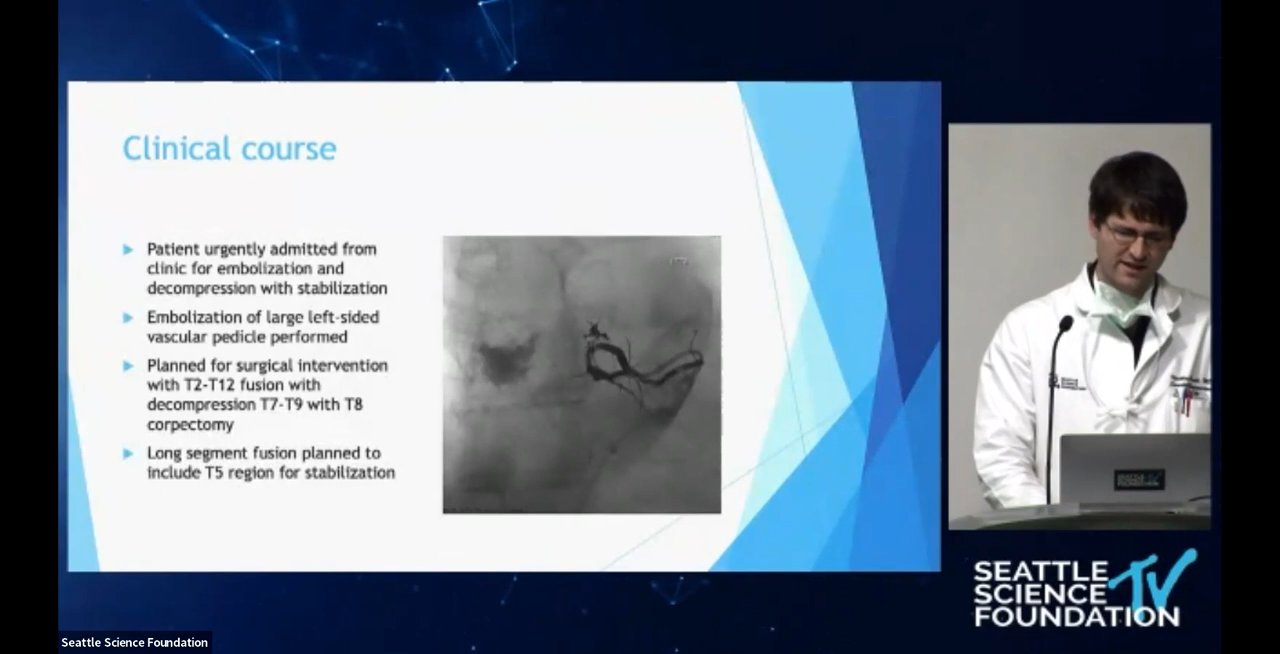 Clinical course
Patient urgently admitted from
clinic for embolization and
decompression with stabilization
Embolization of large left-sided
vascular pedicle performed
Planned for surgical intervention
with T2-T12 fusion with
decompression T7-T9 with T8
corpectomy
Long segment fusion planned to
include T5 region for stabilization
SEATTLE
SCIENCE TV
FOUNDATION
Seattle Science Foundation